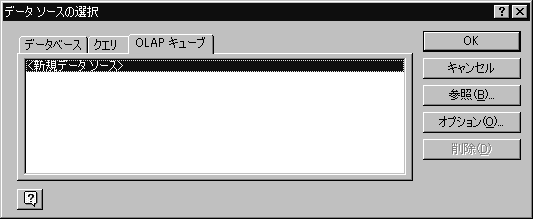 データ ソースの選択
データベース
クエリ
OLAP キューブ
<新規データ ソース>
OK
キャンセル
参照(B)...
オプション(O)...
削除(D)